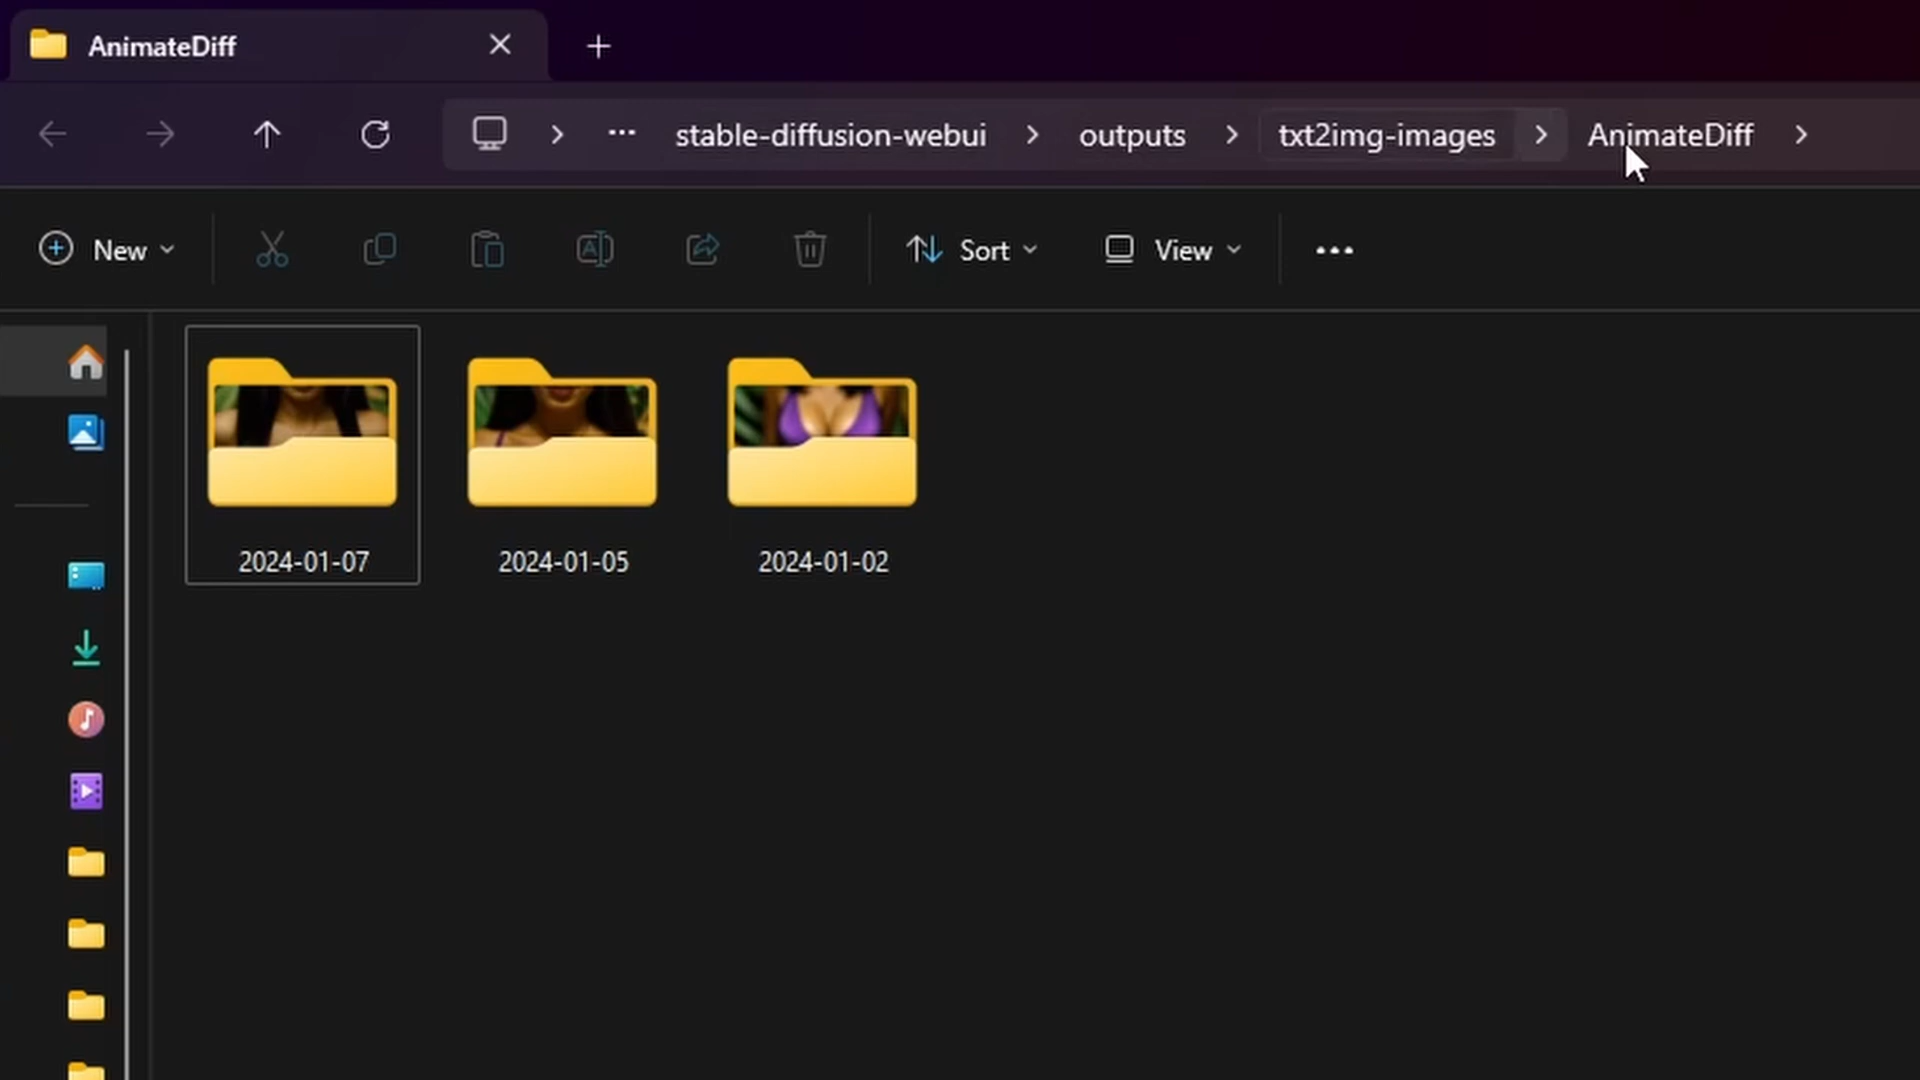 AnimateDiff
stable-diffusion-webui > outputs > txt2img-images > AnimateDiff >
New Sort View
2024-01-07 2024-01-05 2024-01-02